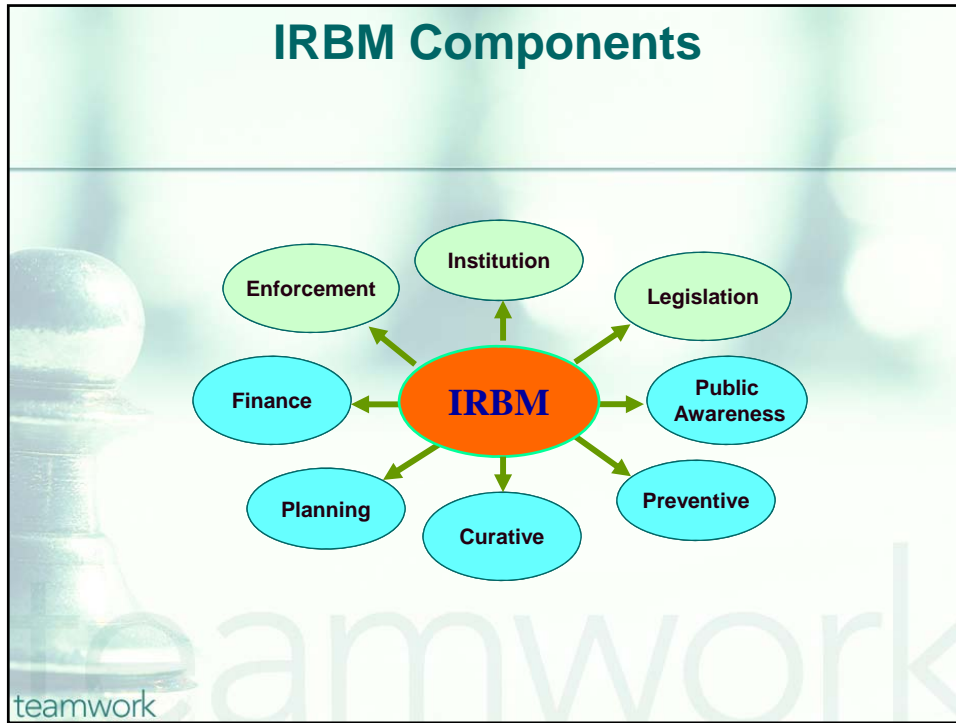 IRBM Components
Institution
Enforcement
Legislation
Finance
IRBM
Public
Awareness
Planning
Curative
Preventive
teamwork
teamwork